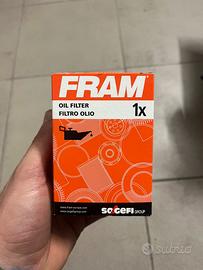 FRAM
OIL FILTER
FILTRO OLIO
1x
SOGEFI GROUP
Subito